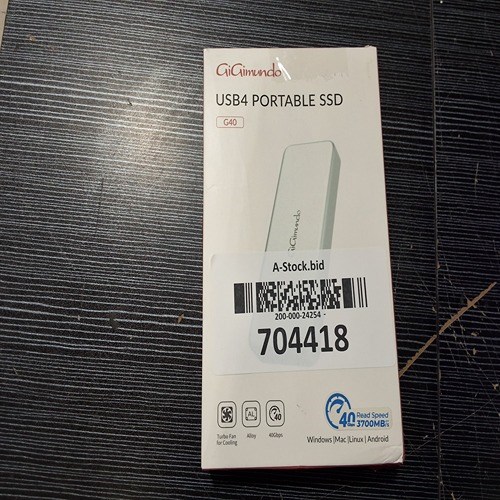 GiGimundo
USB4 PORTABLE SSD
G40
GiGimundo
A-Stock.bid
200-000-24254 -
704418
AL
40
Turbo Fan
for Cooling
Alloy
40Gbps
40
Read Speed
3700MB/s
Windows |Mac |Linux | Android